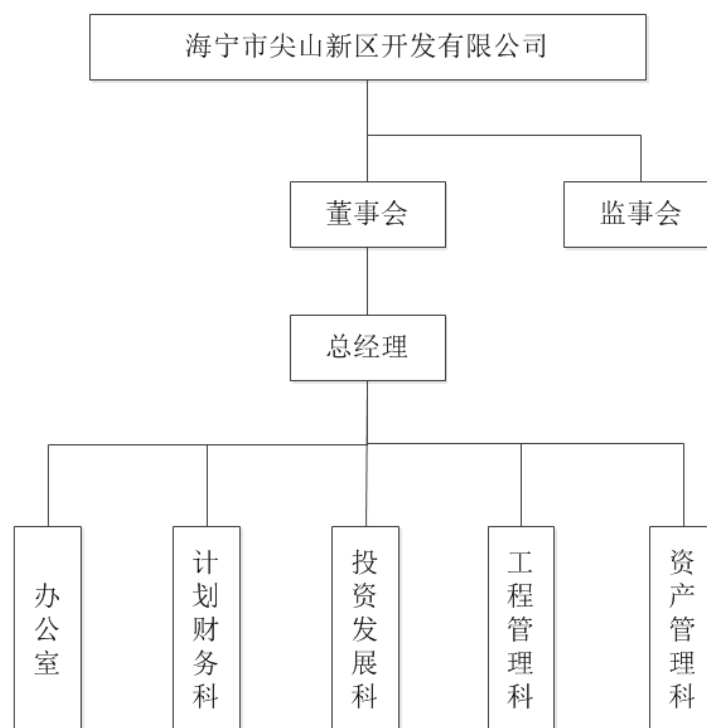 海宁市尖山新区开发有限公司
董事会
监事会
总经理
办公室
计划财务科
投资发展科
工程管理科
资产管理科